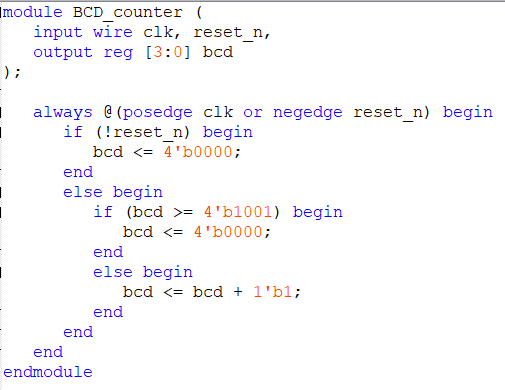 module BCD_counter (
   input wire clk, reset_n,
   output reg [3:0] bcd
);
   always @(posedge clk or negedge reset_n) begin
      if (!reset_n) begin
         bcd <= 4'b0000;
      end
      else begin
         if (bcd >= 4'b1001) begin
            bcd <= 4'b0000;
         end
         else begin
            bcd <= bcd + 1'b1;
         end
      end
   end
endmodule